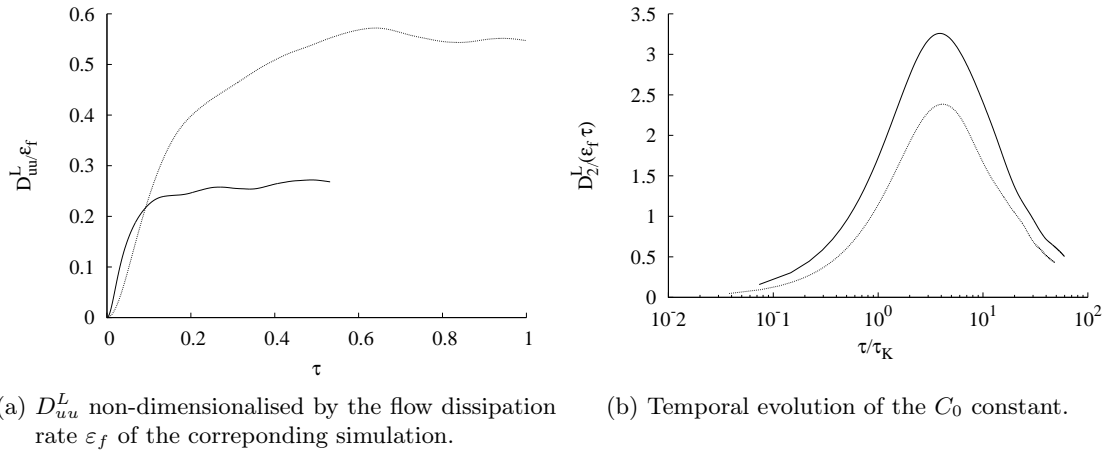 0.6
0.5
0.4
0.3
0.2
0.1
0
D^L_uu/ε_f
0 0.2 0.4 0.6 0.8 1
τ
3.5
3
2.5
2
1.5
1
0.5
0
D^L_2/(ε_f τ)
10^-2 10^-1 10^0 10^1 10^2
τ/τ_K
a) D^L_uu non-dimensionalised by the flow dissipation
rate ε_f of the correponding simulation.
(b) Temporal evolution of the C_0 constant.